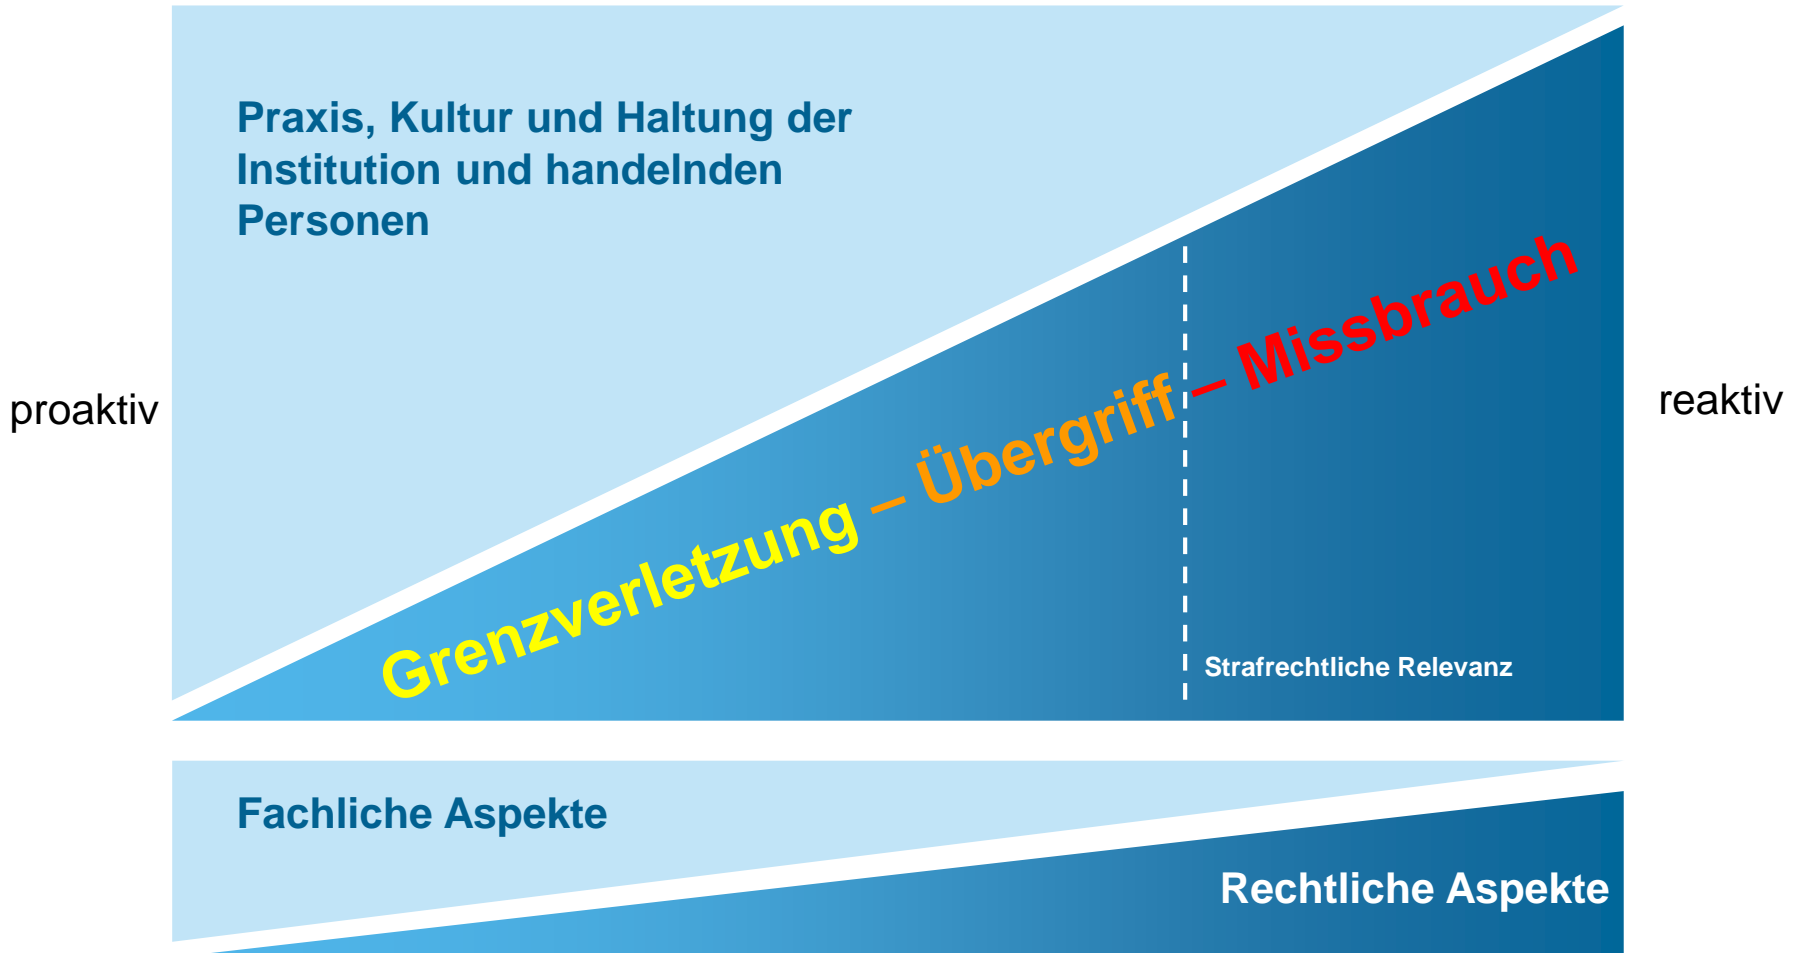 Praxis, Kultur und Haltung der
Institution und handelnden
Personen
proaktiv
reaktiv
Grenzverletzung – Übergriff – Missbrauch
Strafrechtliche Relevanz
Fachliche Aspekte
Rechtliche Aspekte